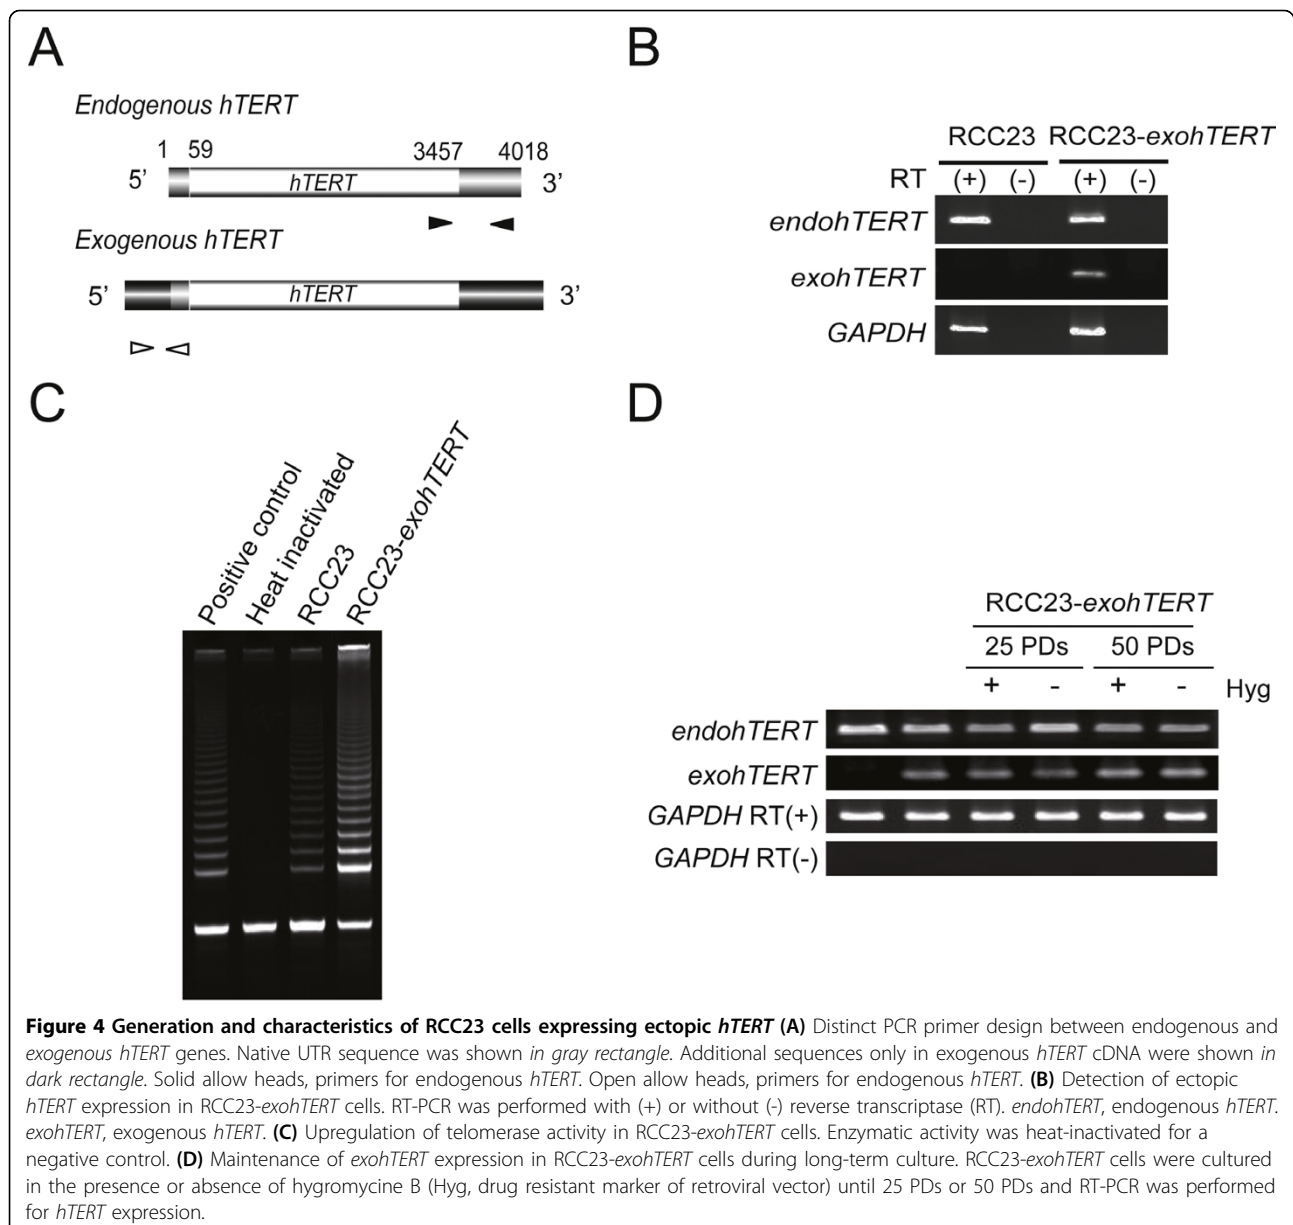 A
Endogenous hTERT
1 59 3457 4018
5’ hTERT 3’
Exogenous hTERT
5’ hTERT 3’
B
RCC23 RCC23-exohTERT
RT (+) (-) (+) (-)
endohTERT
exohTERT
GAPDH
C
Positive control
Heat inactivated
RCC23
RCC23-exohTERT
D
RCC23-exohTERT
25 PDs 50 PDs
+ - + - Hyg
endohTERT
exohTERT
GAPDH RT(+)
GAPDH RT(-)
Figure 4 Generation and characteristics of RCC23 cells expressing ectopic hTERT (A) Distinct PCR primer design between endogenous and
exogenous hTERT genes. Native UTR sequence was shown in gray rectangle. Additional sequences only in exogenous hTERT cDNA were shown in
dark rectangle. Solid allow heads, primers for endogenous hTERT. Open allow heads, primers for endogenous hTERT. (B) Detection of ectopic
hTERT expression in RCC23-exohTERT cells. RT-PCR was performed with (+) or without (-) reverse transcriptase (RT). endohTERT, endogenous hTERT.
exohTERT, exogenous hTERT. (C) Upregulation of telomerase activity in RCC23-exohTERT cells. Enzymatic activity was heat-inactivated for a
negative control. (D) Maintenance of exohTERT expression in RCC23-exohTERT cells during long-term culture. RCC23-exohTERT cells were cultured
in the presence or absence of hygromycine B (Hyg, drug resistant marker of retroviral vector) until 25 PDs or 50 PDs and RT-PCR was performed
for hTERT expression.